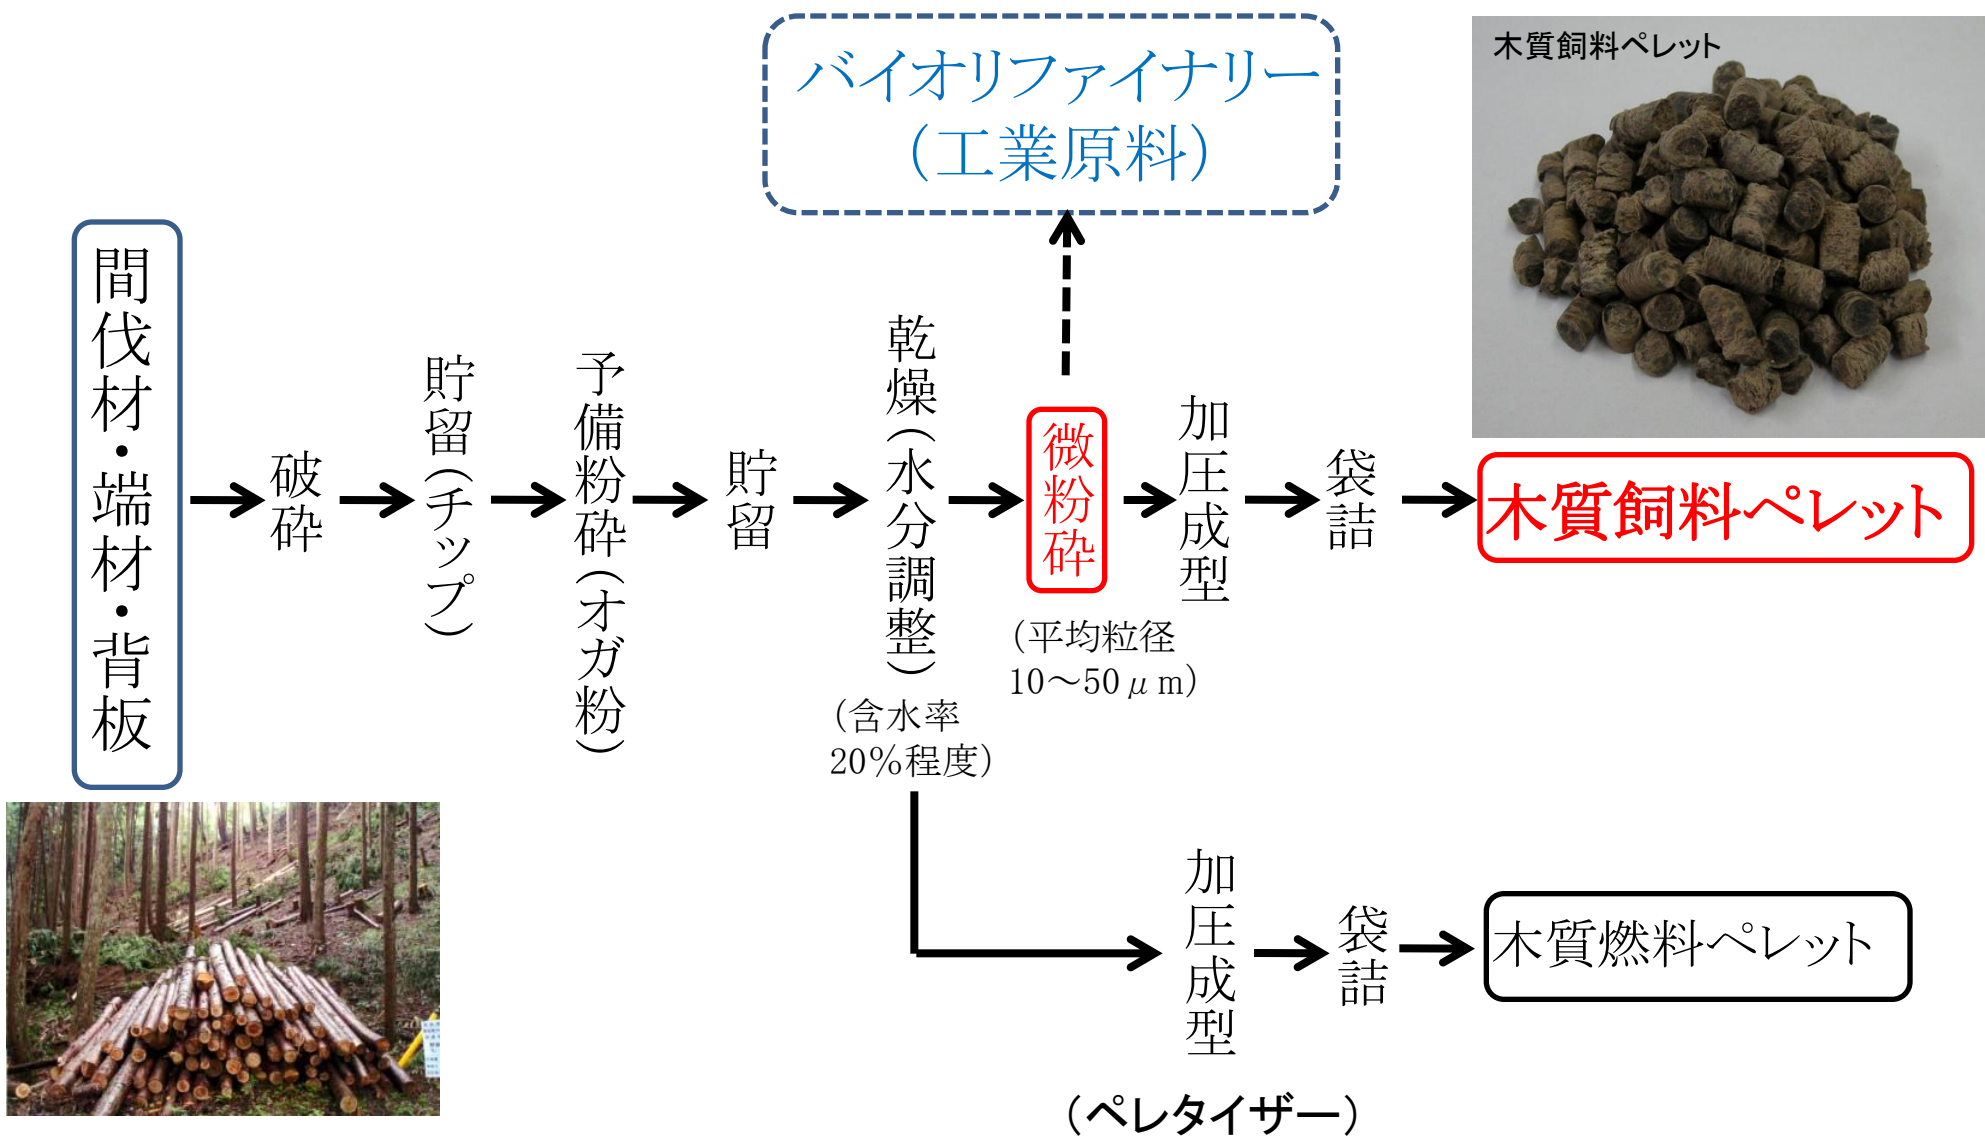 バイオリファイナリー
（工業原料）
木質飼料ペレット
間伐材・端材・背板
破砕
貯留（チップ）
予備粉砕（オガ粉）
貯留
乾燥（水分調整）
（含水率
20％程度）
微粉砕
（平均粒径
10～50μm）
加圧成型
袋詰
木質飼料ペレット
加圧成型
袋詰
木質燃料ペレット
（ペレタイザー）